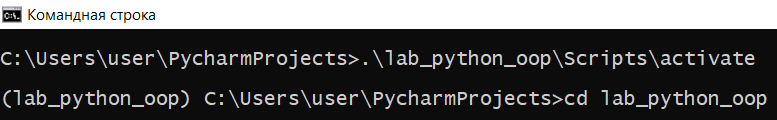 Командная строка
C:\Users\user\PycharmProjects>.\lab_python_oop\Scripts\activate
(lab_python_oop) C:\Users\user\PycharmProjects>cd lab_python_oop